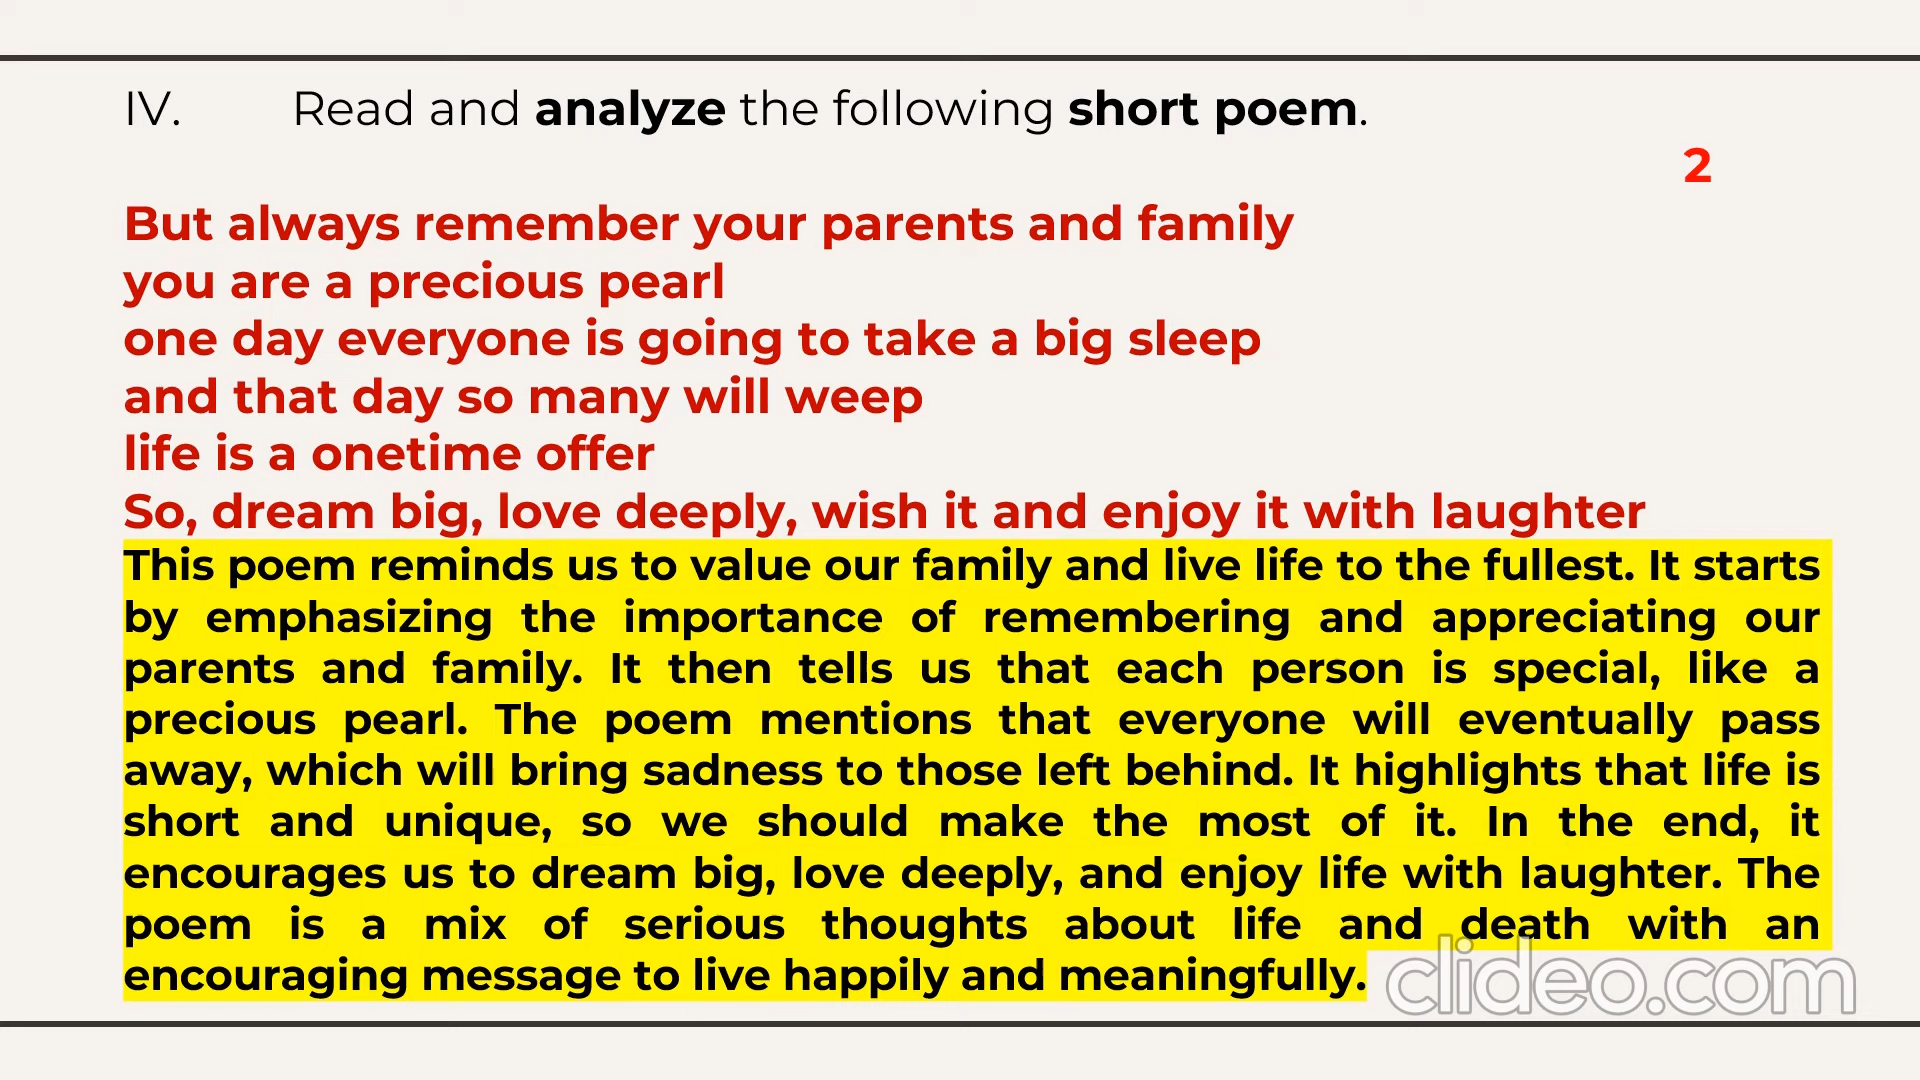 IV. Read and analyze the following short poem.
2
But always remember your parents and family
you are a precious pearl
one day everyone is going to take a big sleep
and that day so many will weep
life is a onetime offer
So, dream big, love deeply, wish it and enjoy it with laughter
This poem reminds us to value our family and live life to the fullest. It starts
by emphasizing the importance of remembering and appreciating our
parents and family. It then tells us that each person is special, like a
precious pearl. The poem mentions that everyone will eventually pass
away, which will bring sadness to those left behind. It highlights that life is
short and unique, so we should make the most of it. In the end, it
encourages us to dream big, love deeply, and enjoy life with laughter. The
poem is a mix of serious thoughts about life and death with an
encouraging message to live happily and meaningfully.
clideo.com